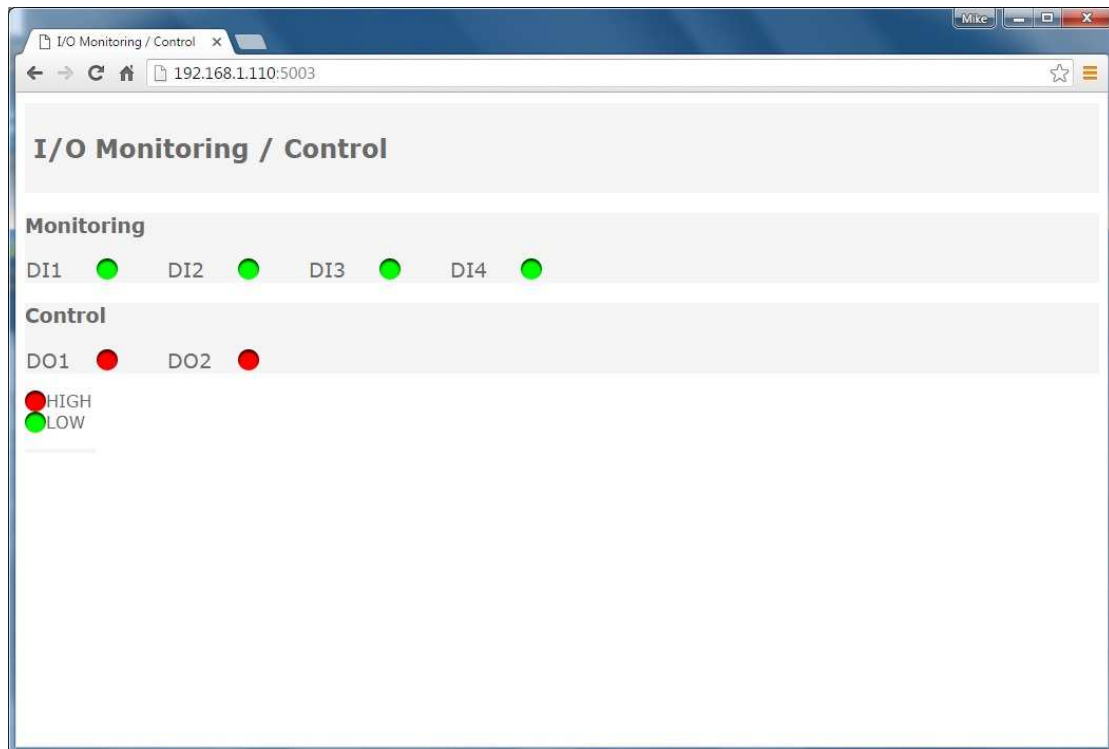 Mike
I/O Monitoring / Control
192.168.1.110:5003
I/O Monitoring / Control
Monitoring
DI1 DI2 DI3 DI4
Control
DO1 DO2
HIGH
LOW